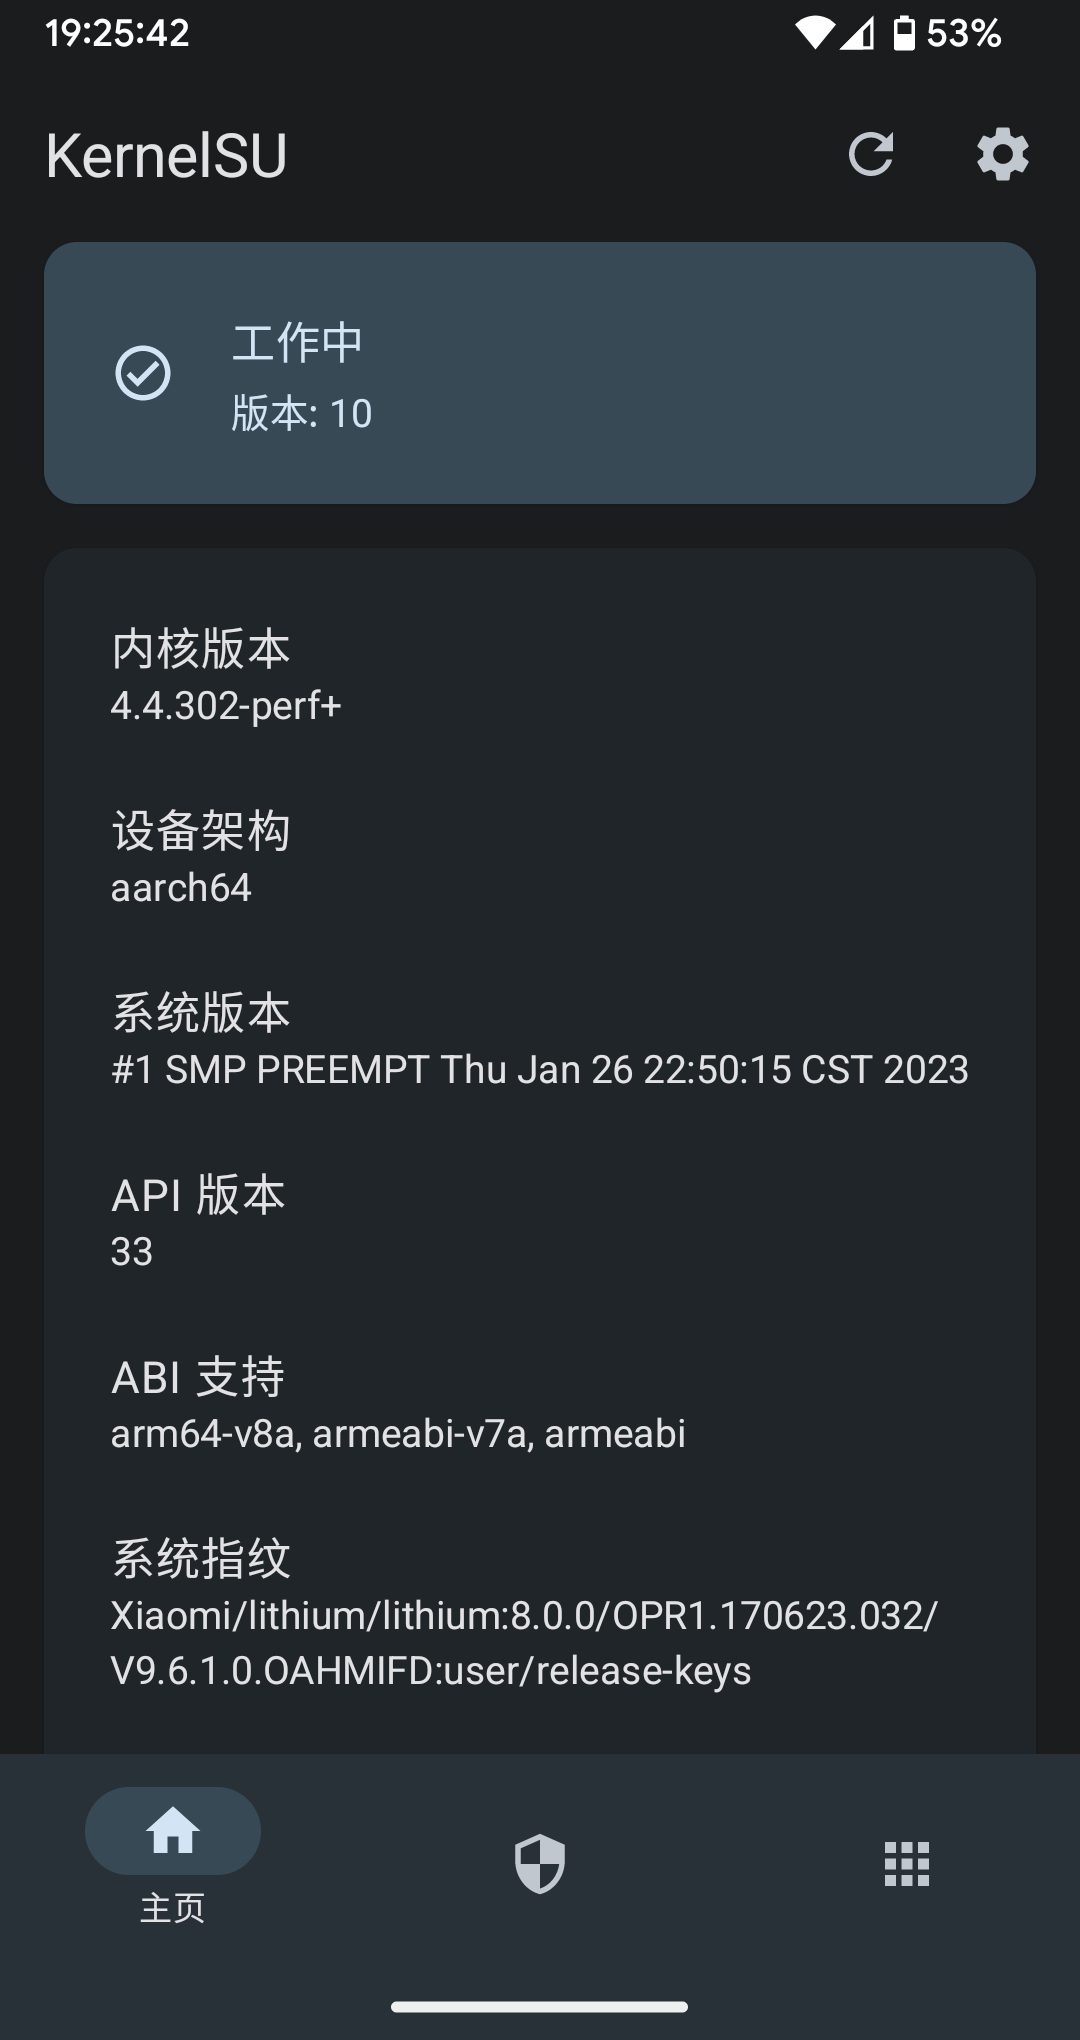 19:25:42
53%
KernelSU
工作中
版本: 10
内核版本
4.4.302-perf+
设备架构
aarch64
系统版本
#1 SMP PREEMPT Thu Jan 26 22:50:15 CST 2023
API 版本
33
ABI 支持
arm64-v8a, armeabi-v7a, armeabi
系统指纹
Xiaomi/lithium/lithium:8.0.0/OPR1.170623.032/
V9.6.1.0.OAHMIFD:user/release-keys
主页